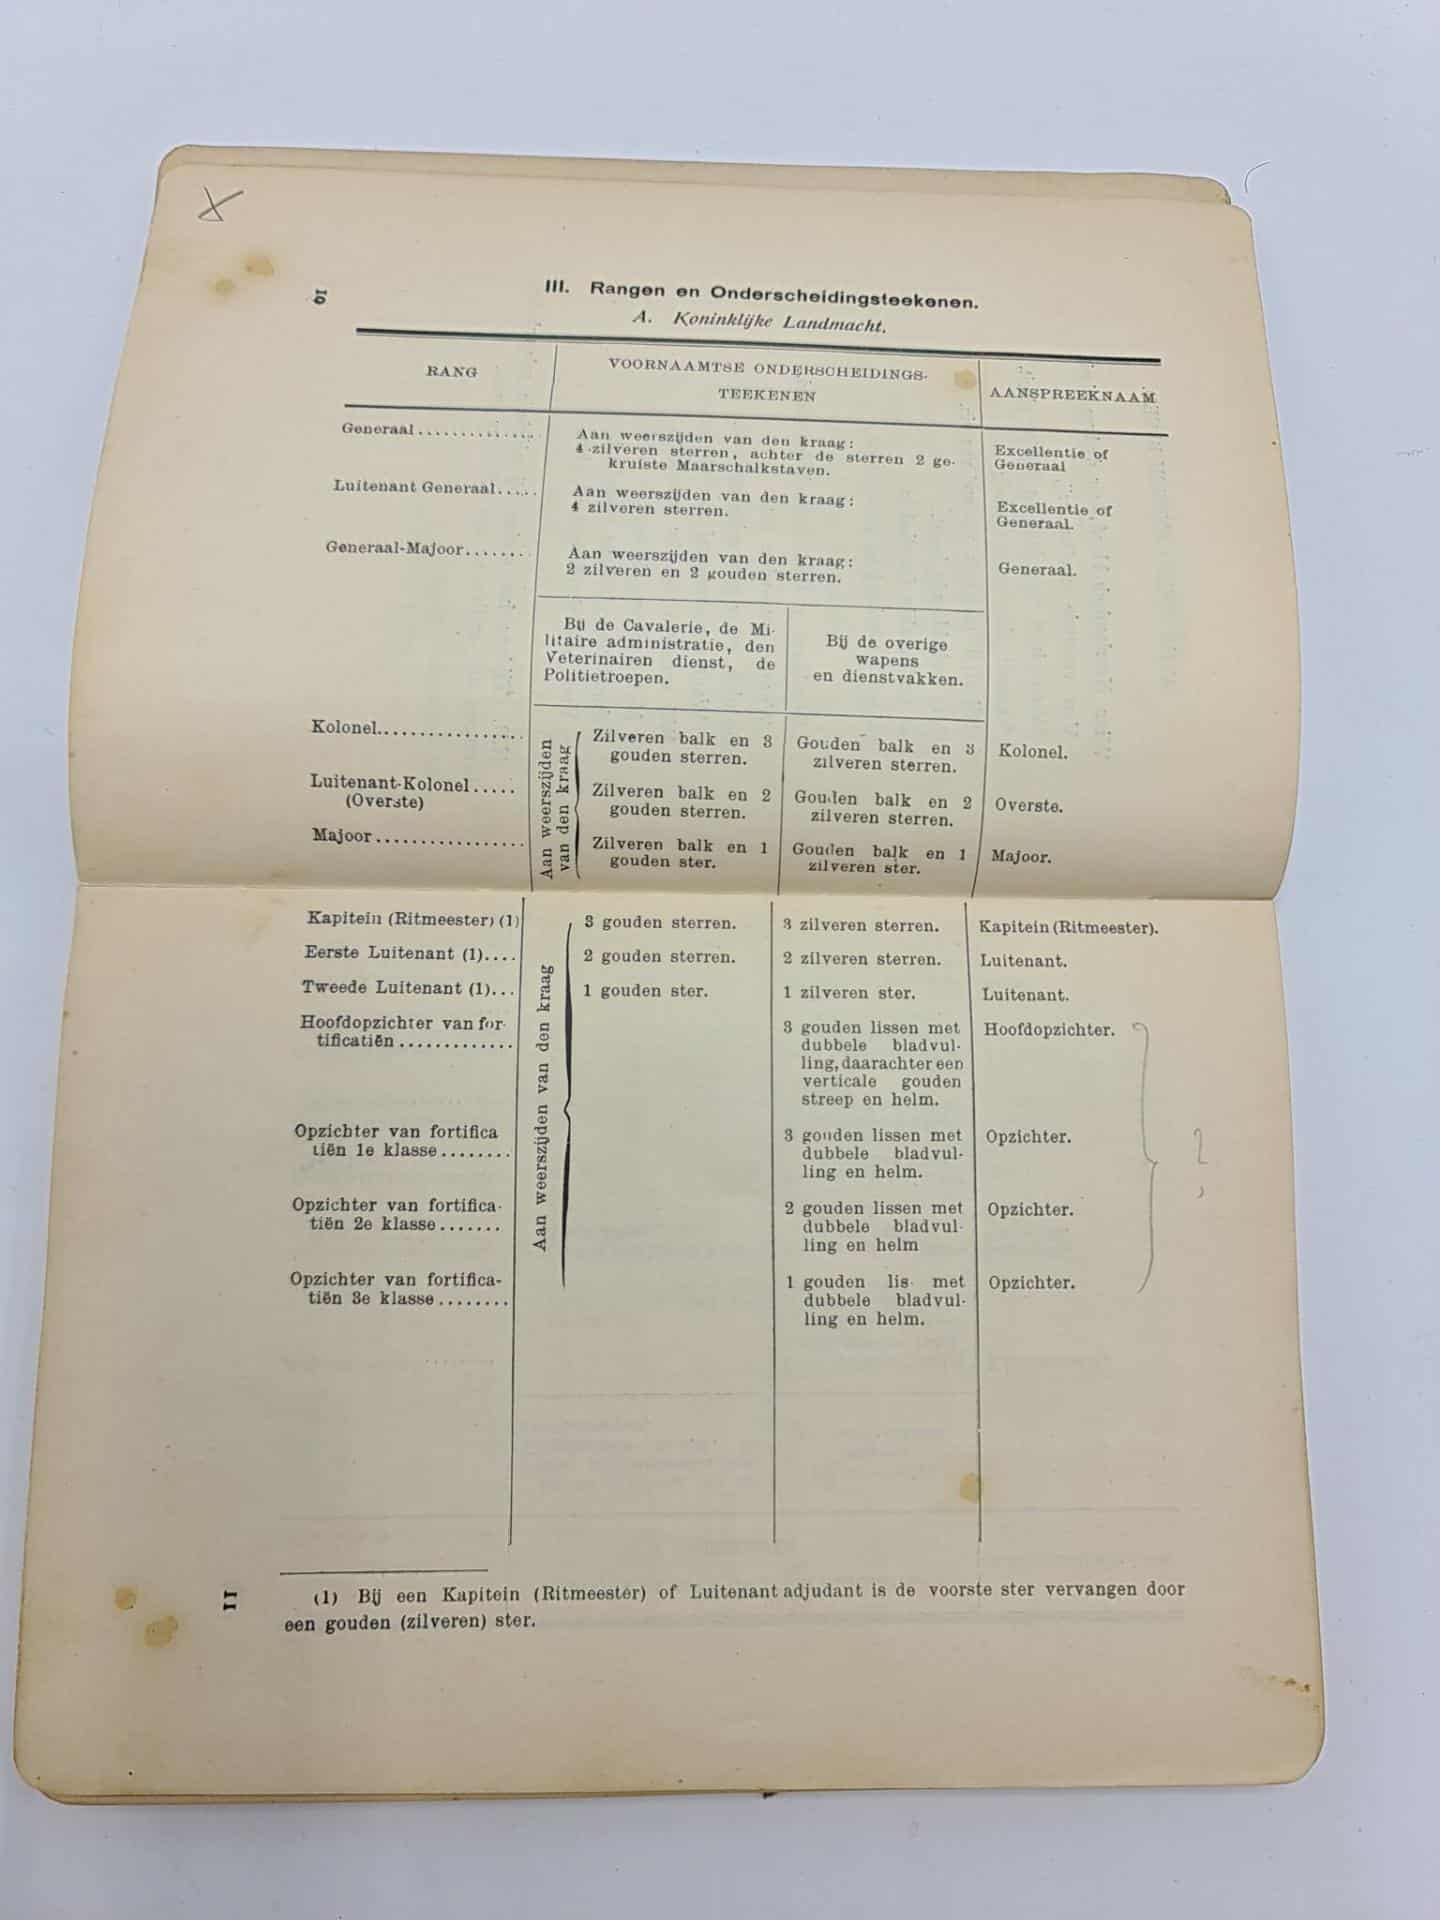 10
III. Rangen en Onderscheidingsteekenen.
A. Koninklijke Landmacht.
RANG
VOORNAAMTSE ONDERSCHEIDINGS-
TEEKENEN
AANSPREEKNAAM
Generaal..............
Aan weerszijden van den kraag:
4 zilveren sterren, achter de sterren 2 ge-
kruiste Maarschalkstaven.
Excellentie of
Generaal
Luitenant Generaal.....
Aan weerszijden van den kraag:
4 zilveren sterren.
Excellentie of
Generaal.
Generaal-Majoor.......
Aan weerszijden van den kraag:
2 zilveren en 2 gouden sterren.
Generaal.
Bij de Cavalerie, de Mi-
litaire administratie, den
Veterinairen dienst, de
Politietroepen.
Bij de overige
wapens
en dienstvakken.
Aan weerszijden
van den kraag
Kolonel.................
Zilveren balk en 3
gouden sterren.
Gouden balk en 3
zilveren sterren.
Kolonel.
Luitenant-Kolonel.....
(Overste)
Zilveren balk en 2
gouden sterren.
Gouden balk en 2
zilveren sterren.
Overste.
Majoor.................
Zilveren balk en 1
gouden ster.
Gouden balk en 1
zilveren ster.
Majoor.
Aan weerszijden van den kraag
Kapitein (Ritmeester) (1)
3 gouden sterren.
3 zilveren sterren.
Kapitein (Ritmeester).
Eerste Luitenant (1)....
2 gouden sterren.
2 zilveren sterren.
Luitenant.
Tweede Luitenant (1)...
1 gouden ster.
1 zilveren ster.
Luitenant.
Hoofdopzichter van for-
tificatiën.............
3 gouden lissen met
dubbele bladvul-
ling, daarachter een
verticale gouden
streep en helm.
Hoofdopzichter.
Opzichter van fortifica
tiën 1e klasse........
3 gouden lissen met
dubbele bladvul-
ling en helm.
Opzichter.
?
Opzichter van fortifica-
tiën 2e klasse.......
2 gouden lissen met
dubbele bladvul-
ling en helm
Opzichter.
Opzichter van fortifica-
tiën 3e klasse........
1 gouden lis met
dubbele bladvul-
ling en helm.
Opzichter.
(1) Bij een Kapitein (Ritmeester) of Luitenant adjudant is de voorste ster vervangen door
een gouden (zilveren) ster.
11